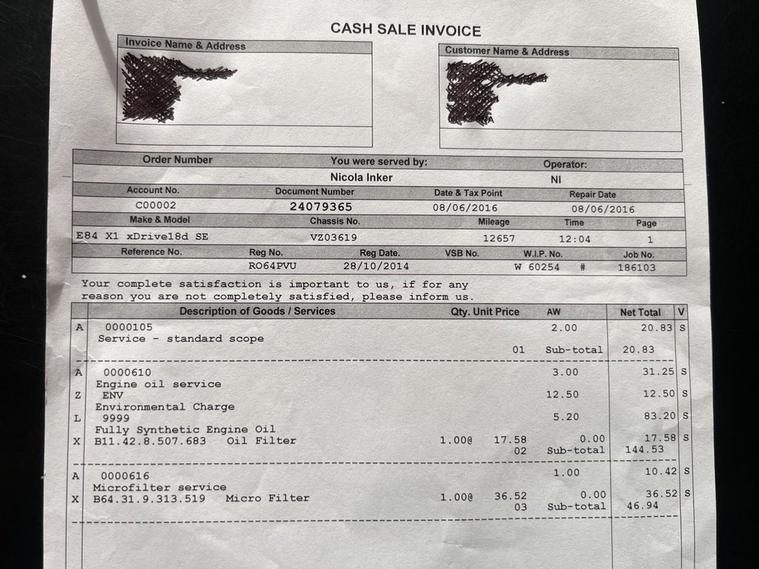 CASH SALE INVOICE
Invoice Name & Address
Customer Name & Address
Order Number You were served by: Operator:
Nicola Inker NI
Account No. Document Number Date & Tax Point Repair Date
C00002 24079365 08/06/2016 08/06/2016
Make & Model Chassis No. Mileage Time Page
E84 X1 xDrive18d SE VZ03619 12657 12:04 1
Reference No. Reg No. Reg Date. VSB No. W.I.P. No. Job No.
RO64PVU 28/10/2014 W 60254 # 186103
Your complete satisfaction is important to us, if for any
reason you are not completely satisfied, please inform us.
Description of Goods / Services Qty. Unit Price AW Net Total V
A 0000105 2.00 20.83 S
Service - standard scope
01 Sub-total 20.83
A 0000610 3.00 31.25 S
Engine oil service
Z ENV 12.50 12.50 S
Environmental Charge
L 9999 5.20 83.20 S
Fully Synthetic Engine Oil
X B11.42.8.507.683 Oil Filter 1.00@ 17.58 0.00 17.58 S
02 Sub-total 144.53
A 0000616 1.00 10.42 S
Microfilter service
X B64.31.9.313.519 Micro Filter 1.00@ 36.52 0.00 36.52 S
03 Sub-total 46.94